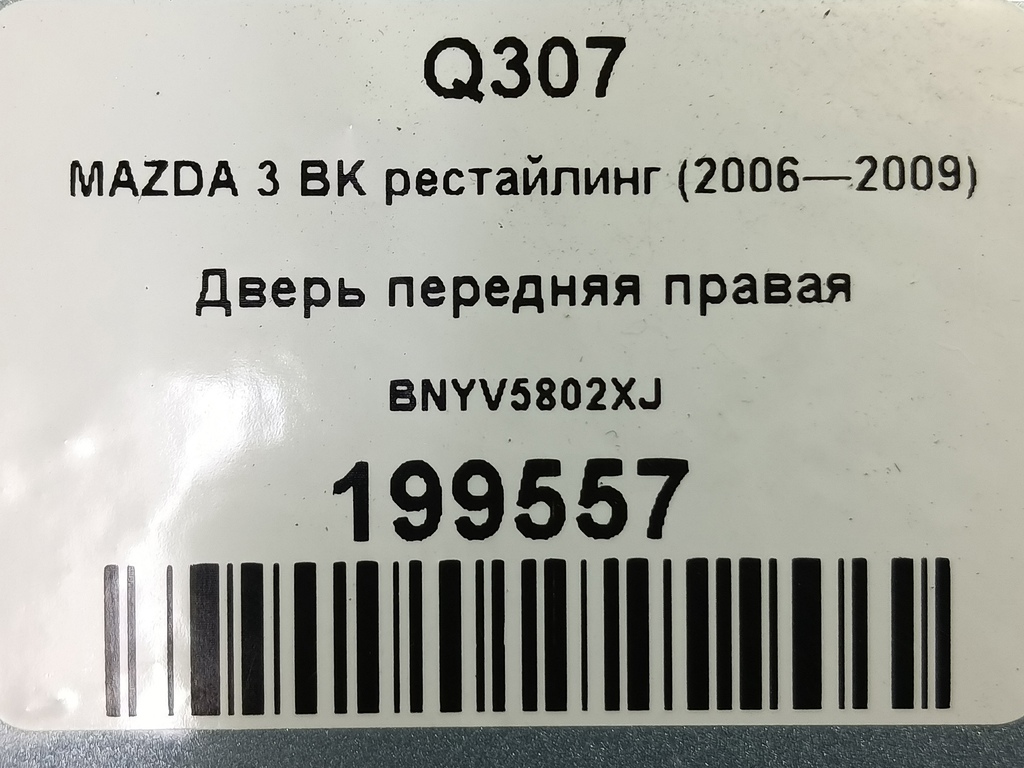 Q307
MAZDA 3 BK рестайлинг (2006—2009)
Дверь передняя правая
BNYV5802XJ
199557